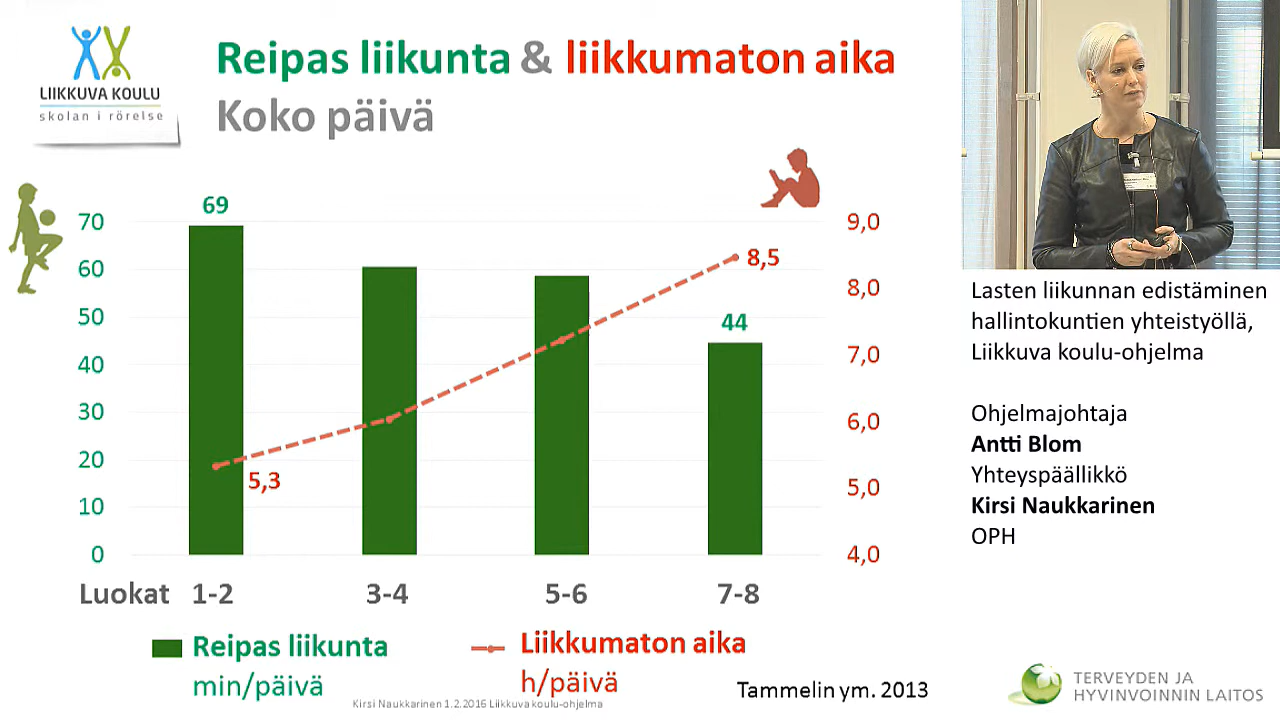 LIIKKUVA KOULU
skolan i rörelse
Reipas liikunta & liikkumaton aika
Koko päivä
70
60
50
40
30
20
10
0
69
44
5,3
8,5
9,0
8,0
7,0
6,0
5,0
4,0
Luokat 1-2 3-4 5-6 7-8
Reipas liikunta
min/päivä
Liikkumaton aika
h/päivä
Tammelin ym. 2013
Kirsi Naukkarinen 1.2.2016 Liikkuva koulu-ohjelma
Lasten liikunnan edistäminen
hallintokuntien yhteistyöllä,
Liikkuva koulu-ohjelma
Ohjelmajohtaja
Antti Blom
Yhteyspäällikkö
Kirsi Naukkarinen
OPH
TERVEYDEN JA
HYVINVOINNIN LAITOS